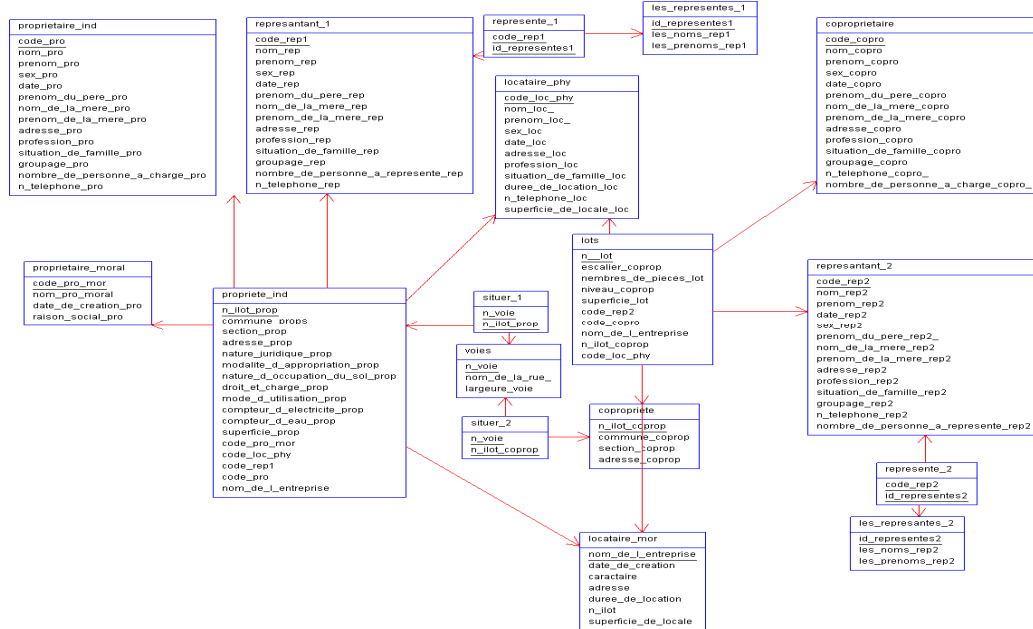 proprietaire_ind
code_pro
nom_pro
prenom_pro
sex_pro
date_pro
prenom_du_pere_pro
nom_de_la_mere_pro
prenom_de_la_mere_pro
adresse_pro
profession_pro
situation_de_famille_pro
groupage_pro
nombre_de_personne_a_charge_pro
n_telephone_pro
represantant_1
code_rep1
nom_rep
prenom_rep
sex_rep
date_rep
prenom_du_pere_rep
nom_de_la_mere_rep
prenom_de_la_mere_rep
adresse_rep
profession_rep
situation_de_famille_rep
groupage_rep
nombre_de_personne_a_represente_rep
n_telephone_rep
represente_1
code_rep1
id_representes1
les_representes_1
id_representes1
les_noms_rep1
les_prenoms_rep1
coproprietaire
code_copro
nom_copro
prenom_copro
sex_copro
date_copro
prenom_du_pere_copro
nom_de_la_mere_copro
prenom_de_la_mere_copro
adresse_copro
profession_copro
situation_de_famille_copro
groupage_copro
n_telephone_copro_
nombre_de_personne_a_charge_copro_
locataire_phy
code_loc_phy
nom_loc_
prenom_loc_
sex_loc
date_loc
adresse_loc
profession_loc
situation_de_famille_loc
duree_de_location_loc
n_telephone_loc
superficie_de_locale_loc
proprietaire_moral
code_pro_mor
nom_pro_moral
date_de_creation_pro
raison_social_pro
propriete_ind
n_ilot_prop
commune_props
section_prop
adresse_prop
nature_juridique_prop
modalite_d_appropriation_prop
nature_d_occupation_du_sol_prop
droit_et_charge_prop
mode_d_utilisation_prop
compteur_d_electricite_prop
compteur_d_eau_prop
superficie_prop
code_pro_mor
code_loc_phy
code_rep1
code_pro
nom_de_l_entreprise
situer_1
n_voie
n_ilot_prop
voies
n_voie
nom_de_la_rue_
largeure_voie
situer_2
n_voie
n_ilot_coprop
lots
n__lot
escalier_coprop
nembres_de_pieces_lot
niveau_coprop
superficie_lot
code_rep2
code_copro
nom_de_l_entreprise
n_ilot_coprop
code_loc_phy
copropriete
n_ilot_coprop
commune_coprop
section_coprop
adresse_coprop
represantant_2
code_rep2
nom_rep2
prenom_rep2
date_rep2
sex_rep2
prenom_du_pere_rep2_
nom_de_la_mere_rep2
prenom_de_la_mere_rep2
adresse_rep2
profession_rep2
situation_de_famille_rep2
groupage_rep2
n_telephone_rep2
nombre_de_personne_a_represente_rep2
represente_2
code_rep2
id_representes2
les_represantes_2
id_representes2
les_noms_rep2
les_prenoms_rep2
locataire_mor
nom_de_l_entreprise
date_de_creation
caractaire
adresse
duree_de_location
n_ilot
superficie_de_locale